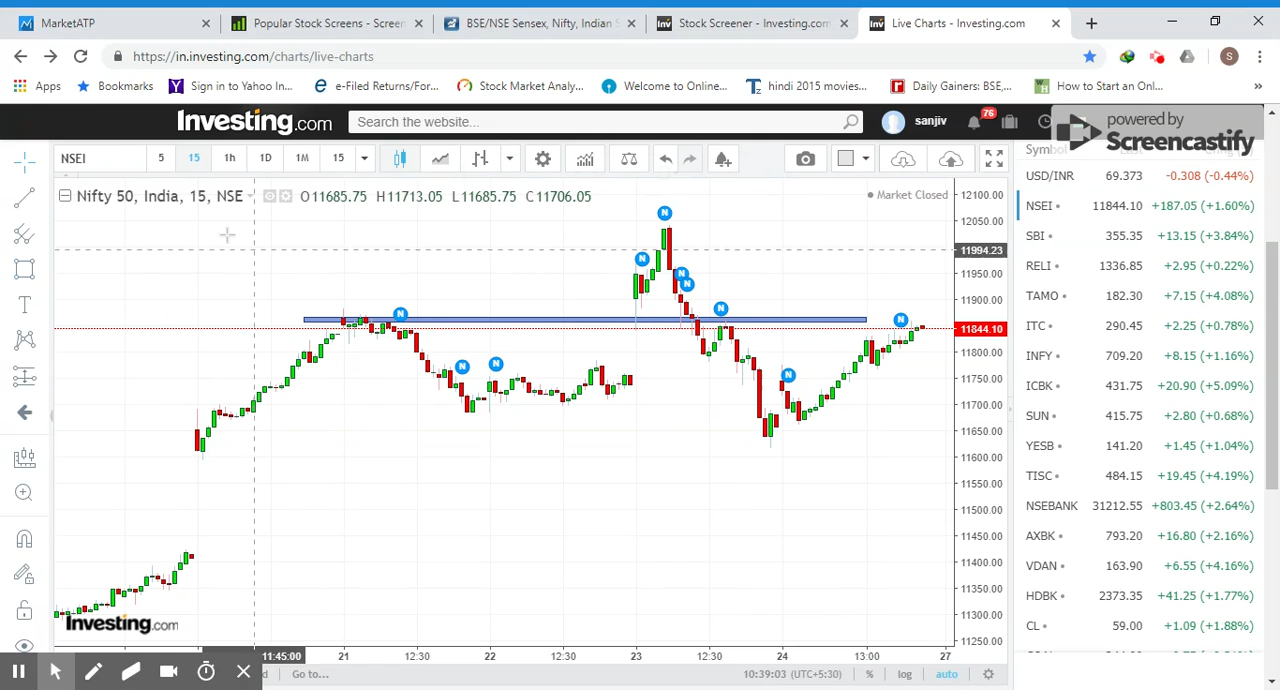 MarketATP
Popular Stock Screens - Screen
BSE/NSE Sensex, Nifty, Indian S
Inv Stock Screener - Investing.com
Inv Live Charts - Investing.com
https://in.investing.com/charts/live-charts
S
Apps
Bookmarks
Sign in to Yahoo In...
e-Filed Returns/For...
Stock Market Analy...
Welcome to Online...
hindi 2015 movies...
Daily Gainers: BSE,...
How to Start an Onl...
»
Investing.com
Search the website...
sanjiv
76
powered by
Screencastify
NSEI
5
15
1h
1D
1M
15
Nifty 50, India, 15, NSE
O11685.75 H11713.05 L11685.75 C11706.05
Market Closed
12100.00
12050.00
11994.23
11950.00
11900.00
11844.10
11800.00
11750.00
11700.00
11650.00
11600.00
11550.00
11500.00
11450.00
11400.00
11350.00
11300.00
11250.00
N
N
N
N
N
N
N
N
N
N
Investing.com
11:45:00
21
12:30
22
12:30
23
12:30
24
13:00
27
Go to...
10:39:03 (UTC+5:30)
%
log
auto
Symbol
USD/INR 69.373 -0.308 (-0.44%)
NSEI 11844.10 +187.05 (+1.60%)
SBI 355.35 +13.15 (+3.84%)
RELI 1336.85 +2.95 (+0.22%)
TAMO 182.30 +7.15 (+4.08%)
ITC 290.45 +2.25 (+0.78%)
INFY 709.20 +8.15 (+1.16%)
ICBK 431.75 +20.90 (+5.09%)
SUN 415.75 +2.80 (+0.68%)
YESB 141.20 +1.45 (+1.04%)
TISC 484.15 +19.45 (+4.19%)
NSEBANK 31212.55 +803.45 (+2.64%)
AXBK 793.20 +16.80 (+2.16%)
VDAN 163.90 +6.55 (+4.16%)
HDBK 2373.35 +41.25 (+1.77%)
CL 59.00 +1.09 (+1.88%)